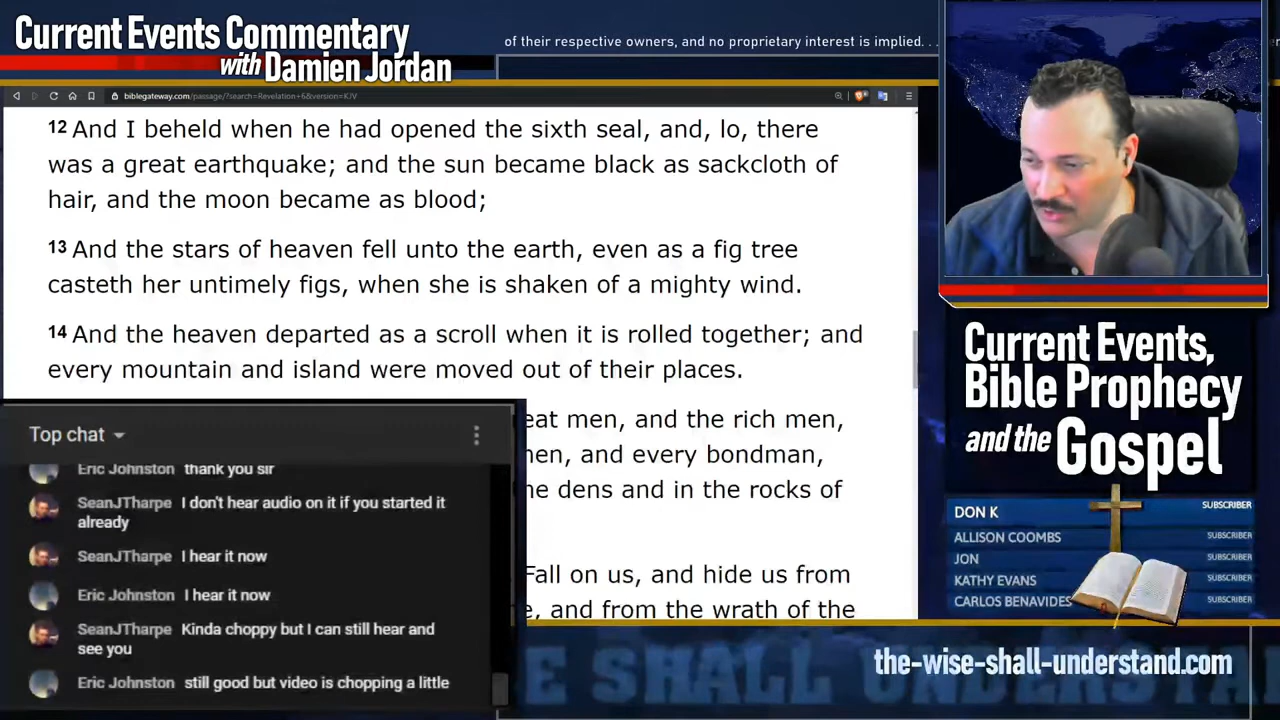 Current Events Commentary
with Damien Jordan
of their respective owners, and no proprietary interest is implied. . .
biblegateway.com/passage/?search=Revelation+6&version=KJV
12 And I beheld when he had opened the sixth seal, and, lo, there
was a great earthquake; and the sun became black as sackcloth of
hair, and the moon became as blood;
13 And the stars of heaven fell unto the earth, even as a fig tree
casteth her untimely figs, when she is shaken of a mighty wind.
14 And the heaven departed as a scroll when it is rolled together; and
every mountain and island were moved out of their places.
eat men, and the rich men,
men, and every bondman,
he dens and in the rocks of
Fall on us, and hide us from
e, and from the wrath of the
Top chat
Eric Johnston thank you sir
SeanJTharpe I don't hear audio on it if you started it
already
SeanJTharpe I hear it now
Eric Johnston I hear it now
SeanJTharpe Kinda choppy but I can still hear and
see you
Eric Johnston still good but video is chopping a little
Current Events,
Bible Prophecy
and the Gospel
DON K SUBSCRIBER
ALLISON COOMBS SUBSCRIBER
JON SUBSCRIBER
KATHY EVANS SUBSCRIBER
CARLOS BENAVIDES SUBSCRIBER
E SHALL UNDERSTAN
the-wise-shall-understand.com